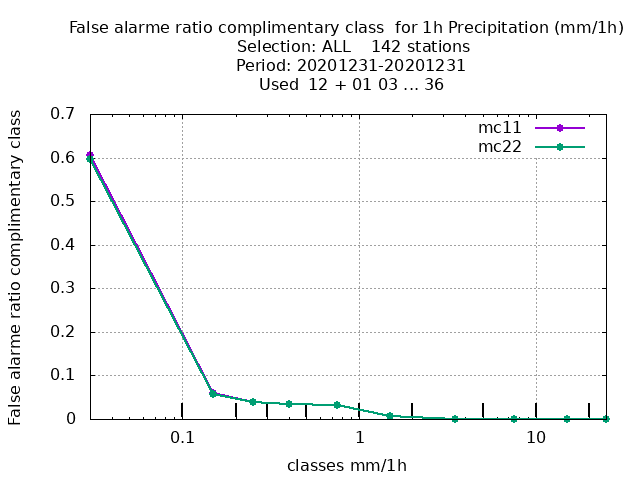 False alarme ratio complimentary class  for 1h Precipitation (mm/1h)
Selection: ALL    142 stations
Period: 20201231-20201231
Used  12 + 01 03 ... 36
False alarme ratio complimentary class
0.7
0.6
0.5
0.4
0.3
0.2
0.1
0
mc11
mc22
0.1 1 10
classes mm/1h